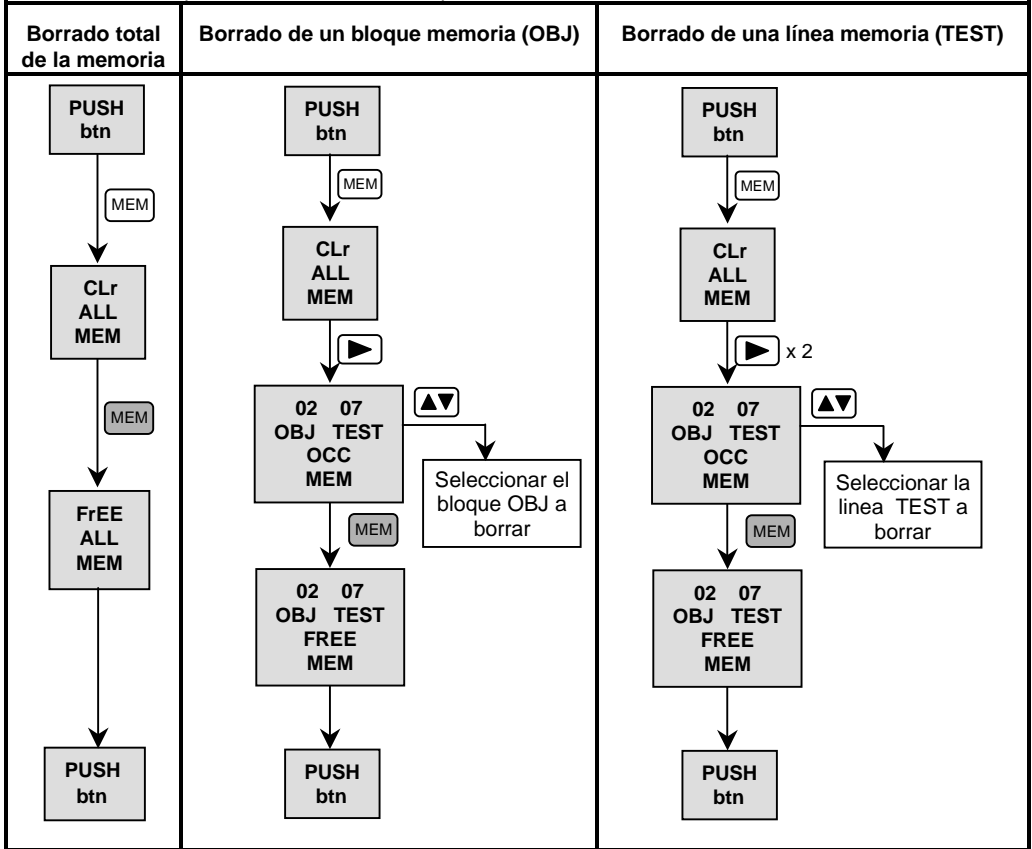 Borrado total
de la memoria
Borrado de un bloque memoria (OBJ)
Borrado de una línea memoria (TEST)
PUSH
btn
MEM
CLr
ALL
MEM
MEM
FrEE
ALL
MEM
PUSH
btn
PUSH
btn
MEM
CLr
ALL
MEM
02 07
OBJ TEST
OCC
MEM
Seleccionar el
bloque OBJ a
borrar
MEM
02 07
OBJ TEST
FREE
MEM
PUSH
btn
PUSH
btn
MEM
CLr
ALL
MEM
x 2
02 07
OBJ TEST
OCC
MEM
Seleccionar la
linea TEST a
borrar
MEM
02 07
OBJ TEST
FREE
MEM
PUSH
btn